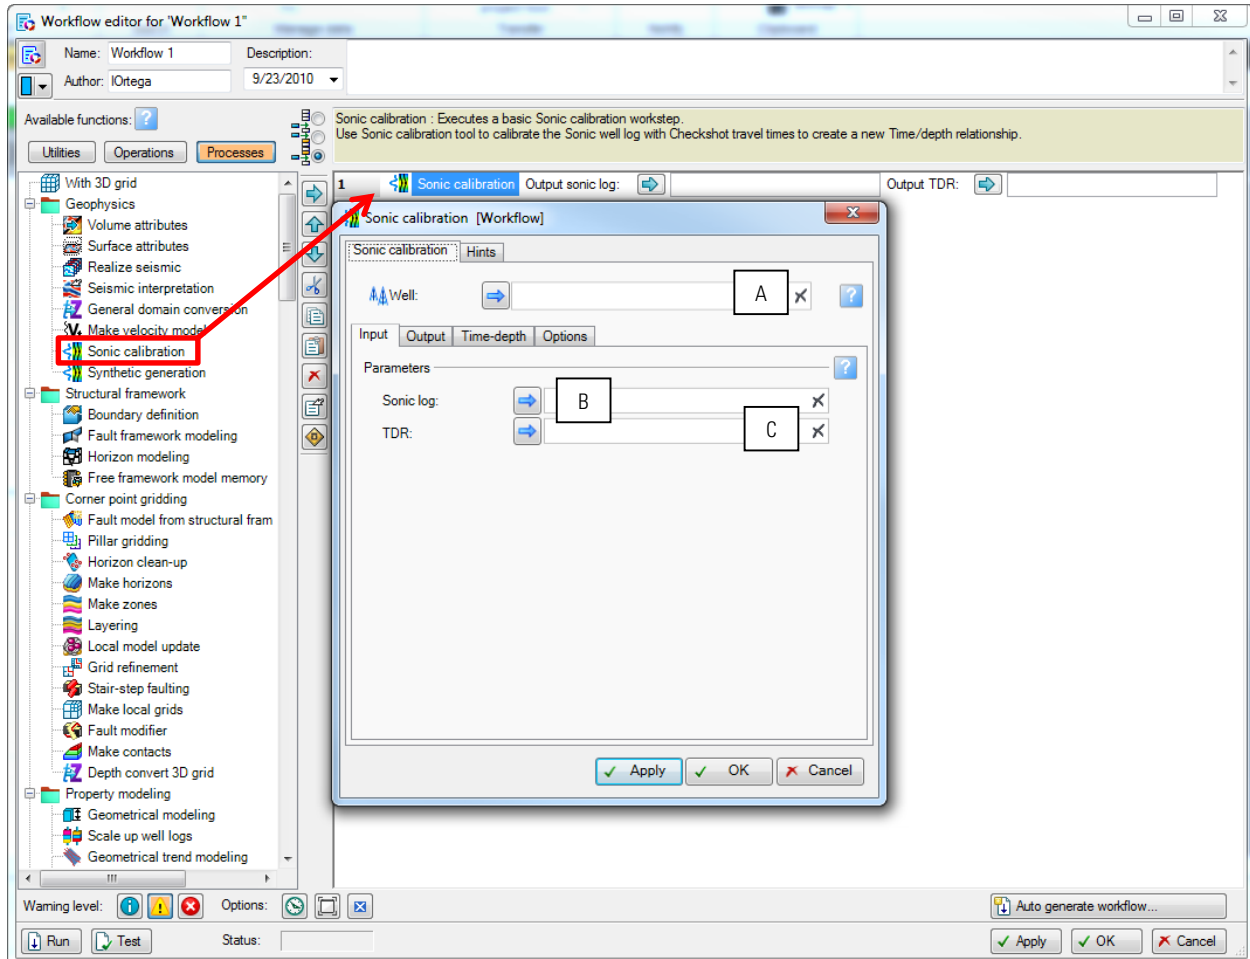 Workflow editor for 'Workflow 1"
Name: Workflow 1 Description:
Author: IOrtega 9/23/2010
Available functions: ?
Utilities Operations Processes
Sonic calibration : Executes a basic Sonic calibration workstep.
Use Sonic calibration tool to calibrate the Sonic well log with Checkshot travel times to create a new Time/depth relationship.
With 3D grid
Geophysics
Volume attributes
Surface attributes
Realize seismic
Seismic interpretation
General domain conversion
Make velocity model
Sonic calibration
Synthetic generation
Structural framework
Boundary definition
Fault framework modeling
Horizon modeling
Free framework model memory
Corner point gridding
Fault model from structural fram
Pillar gridding
Horizon clean-up
Make horizons
Make zones
Layering
Local model update
Grid refinement
Stair-step faulting
Make local grids
Fault modifier
Make contacts
Depth convert 3D grid
Property modeling
Geometrical modeling
Scale up well logs
Geometrical trend modeling
1 Sonic calibration Output sonic log: Output TDR:
Sonic calibration [Workflow]
Sonic calibration Hints
Well: A ?
Input Output Time-depth Options
Parameters ?
Sonic log: B
TDR: C
Apply OK Cancel
Warning level: Options: Auto generate workflow...
Run Test Status: Apply OK Cancel